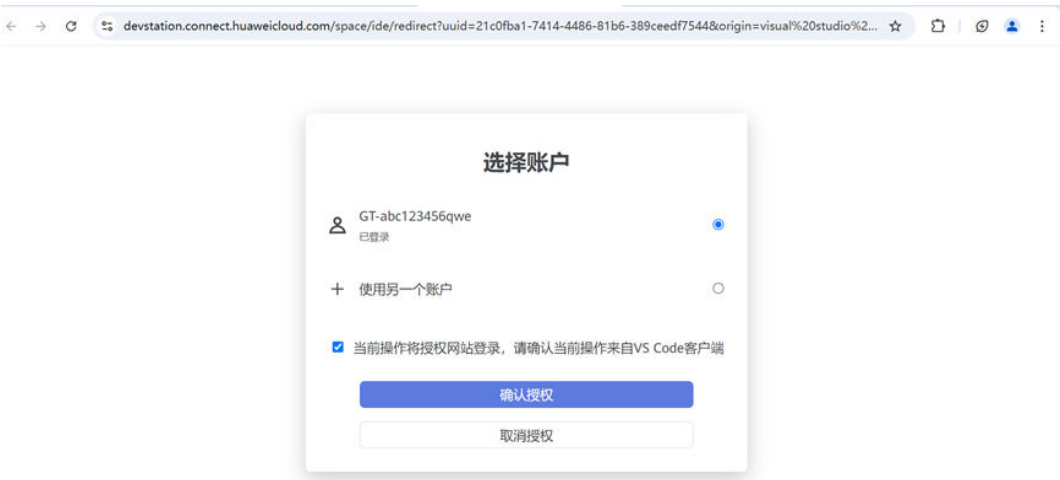 devstation.connect.huaweicloud.com/space/ide/redirect?uuid=21c0fba1-7414-4486-81b6-389ceedf7544&origin=visual%20studio%2...
选择账户
GT-abc123456qwe
已登录
使用另一个账户
当前操作将授权网站登录，请确认当前操作来自VS Code客户端
确认授权
取消授权